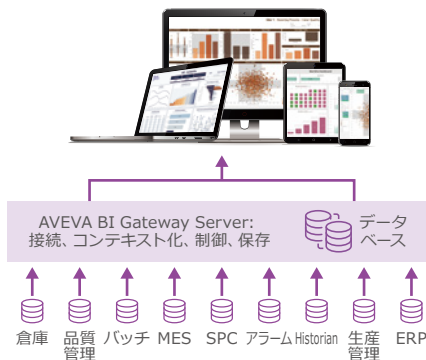 AVEVA BI Gateway Server:
接続、コンテキスト化、制御、保存
データ
ベース
倉庫
品質
管理
バッチ
MES
SPC
アラーム
Historian
生産
管理
ERP